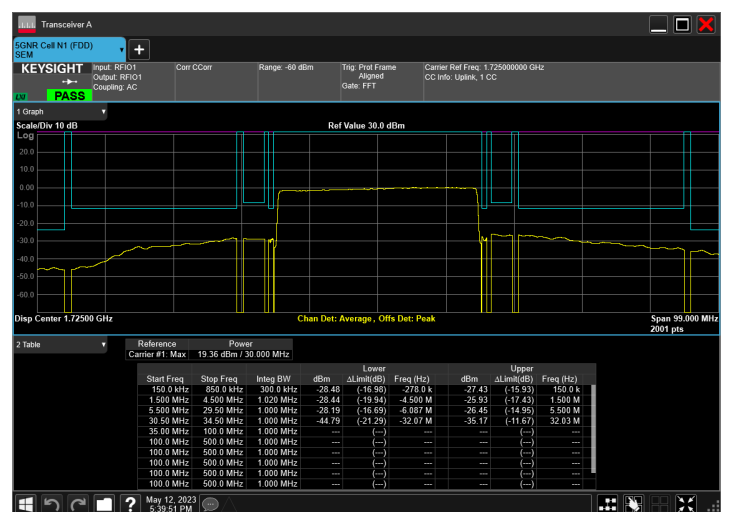 Transceiver A
5GNR Cell N1 (FDD)
SEM
KEYSIGHT
LXI
PASS
Input: RFIO1
Output: RFIO1
Coupling: AC
Corr CCorr
Range: -60 dBm
Trig: Prot Frame
Aligned
Gate: FFT
Carrier Ref Freq: 1.725000000 GHz
CC Info: Uplink, 1 CC
1 Graph
Scale/Div 10 dB
Ref Value 30.0 dBm
Log
20.0
10.0
0.00
-10.0
-20.0
-30.0
-40.0
-50.0
-60.0
Disp Center 1.72500 GHz
Chan Det: Average, Offs Det: Peak
Span 99.000 MHz
2001 pts
2 Table
Reference Power
Carrier #1: Max 19.36 dBm / 30.000 MHz
Lower Upper
Start Freq Stop Freq Integ BW dBm ΔLimit(dB) Freq (Hz) dBm ΔLimit(dB) Freq (Hz)
150.0 kHz 850.0 kHz 300.0 kHz -28.48 (-16.98) -278.0 k -27.43 (-15.93) 150.0 k
1.500 MHz 4.500 MHz 1.020 MHz -28.44 (-19.94) -4.500 M -25.93 (-17.43) 1.500 M
5.500 MHz 29.50 MHz 1.000 MHz -28.19 (-16.69) -6.087 M -26.45 (-14.95) 5.500 M
30.50 MHz 34.50 MHz 1.000 MHz -44.79 (-21.29) -32.07 M -35.17 (-11.67) 32.03 M
35.00 MHz 100.0 MHz 1.000 MHz --- (---) --- --- (---) ---
100.0 MHz 500.0 MHz 1.000 MHz --- (---) --- --- (---) ---
100.0 MHz 500.0 MHz 1.000 MHz --- (---) --- --- (---) ---
100.0 MHz 500.0 MHz 1.000 MHz --- (---) --- --- (---) ---
100.0 MHz 500.0 MHz 1.000 MHz --- (---) --- --- (---) ---
100.0 MHz 500.0 MHz 1.000 MHz --- (---) --- --- (---) ---
May 12, 2023
5:39:51 PM